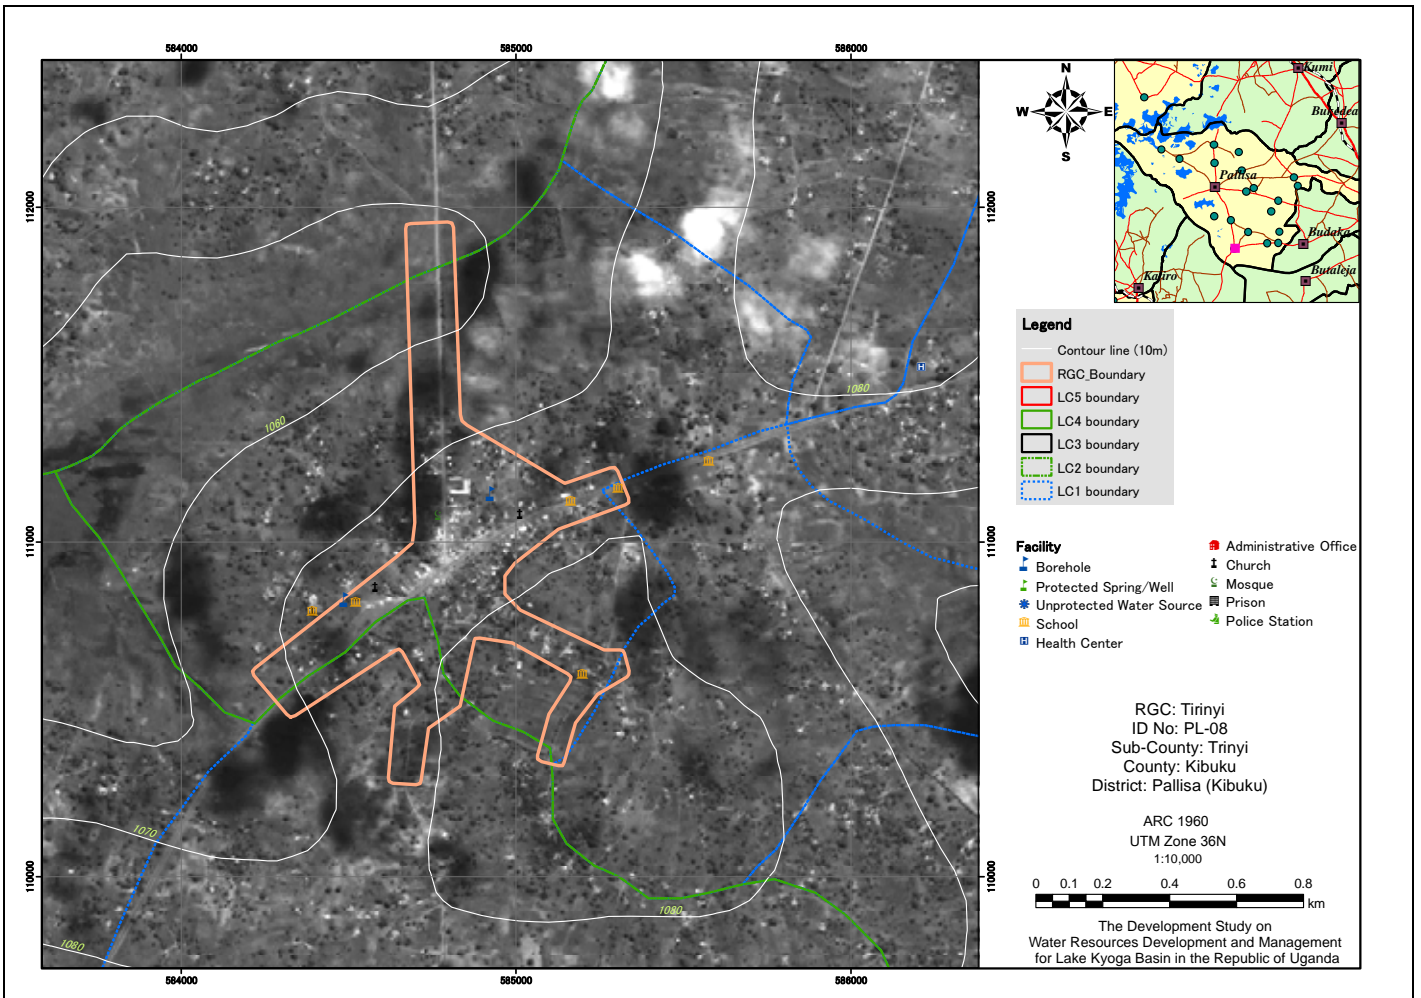 584000
585000
586000
112000
112000
111000
111000
110000
110000
1060
1080
1070
1080
1080
584000
585000
586000
N
W E
S
Kumi
Bukedea
Pallisa
Budaka
Kaliro
Butaleja
Legend
Contour line (10m)
RGC_Boundary
LC5 boundary
LC4 boundary
LC3 boundary
LC2 boundary
LC1 boundary
Facility
Borehole
Protected Spring/Well
Unprotected Water Source
School
Health Center
Administrative Office
Church
Mosque
Prison
Police Station
RGC: Tirinyi
ID No: PL-08
Sub-County: Trinyi
County: Kibuku
District: Pallisa (Kibuku)
ARC 1960
UTM Zone 36N
1:10,000
0 0.1 0.2 0.4 0.6 0.8
km
The Development Study on
Water Resources Development and Management
for Lake Kyoga Basin in the Republic of Uganda